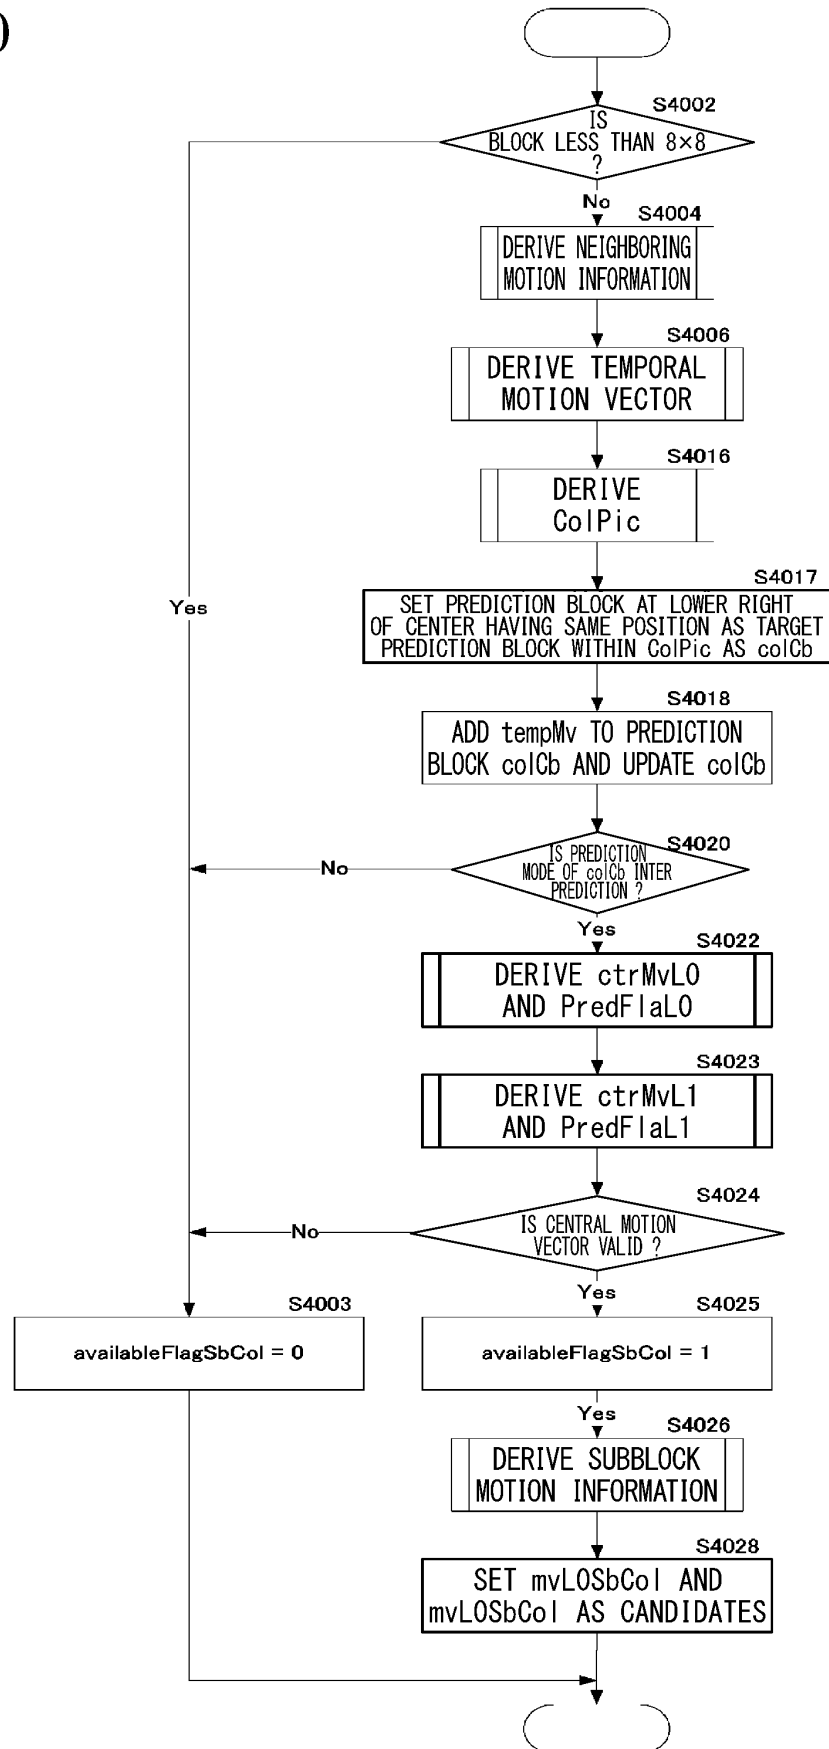 )
S4002
IS
BLOCK LESS THAN 8×8
?
No
S4004
DERIVE NEIGHBORING
MOTION INFORMATION
S4006
DERIVE TEMPORAL
MOTION VECTOR
S4016
DERIVE
ColPic
S4017
Yes
SET PREDICTION BLOCK AT LOWER RIGHT
OF CENTER HAVING SAME POSITION AS TARGET
PREDICTION BLOCK WITHIN ColPic AS colCb
S4018
ADD tempMv TO PREDICTION
BLOCK colCb AND UPDATE colCb
S4020
IS PREDICTION
MODE OF colCb INTER
PREDICTION ?
No
Yes
S4022
DERIVE ctrMvL0
AND PredFlaL0
S4023
DERIVE ctrMvL1
AND PredFlaL1
S4024
IS CENTRAL MOTION
VECTOR VALID ?
No
Yes
S4003
availableFlagSbCol = 0
S4025
availableFlagSbCol = 1
Yes
S4026
DERIVE SUBBLOCK
MOTION INFORMATION
S4028
SET mvL0SbCol AND
mvL0SbCol AS CANDIDATES